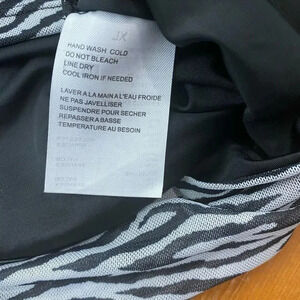 HAND WASH COLD
DO NOT BLEACH
LINE DRY
COOL IRON IF NEEDED
LAVER A LA MAIN A L'EAU FROIDE
NE PAS JAVELLISER
SUSPENDRE POUR SECHER
REPASSER A BASSE
TEMPERATURE AU BESOIN